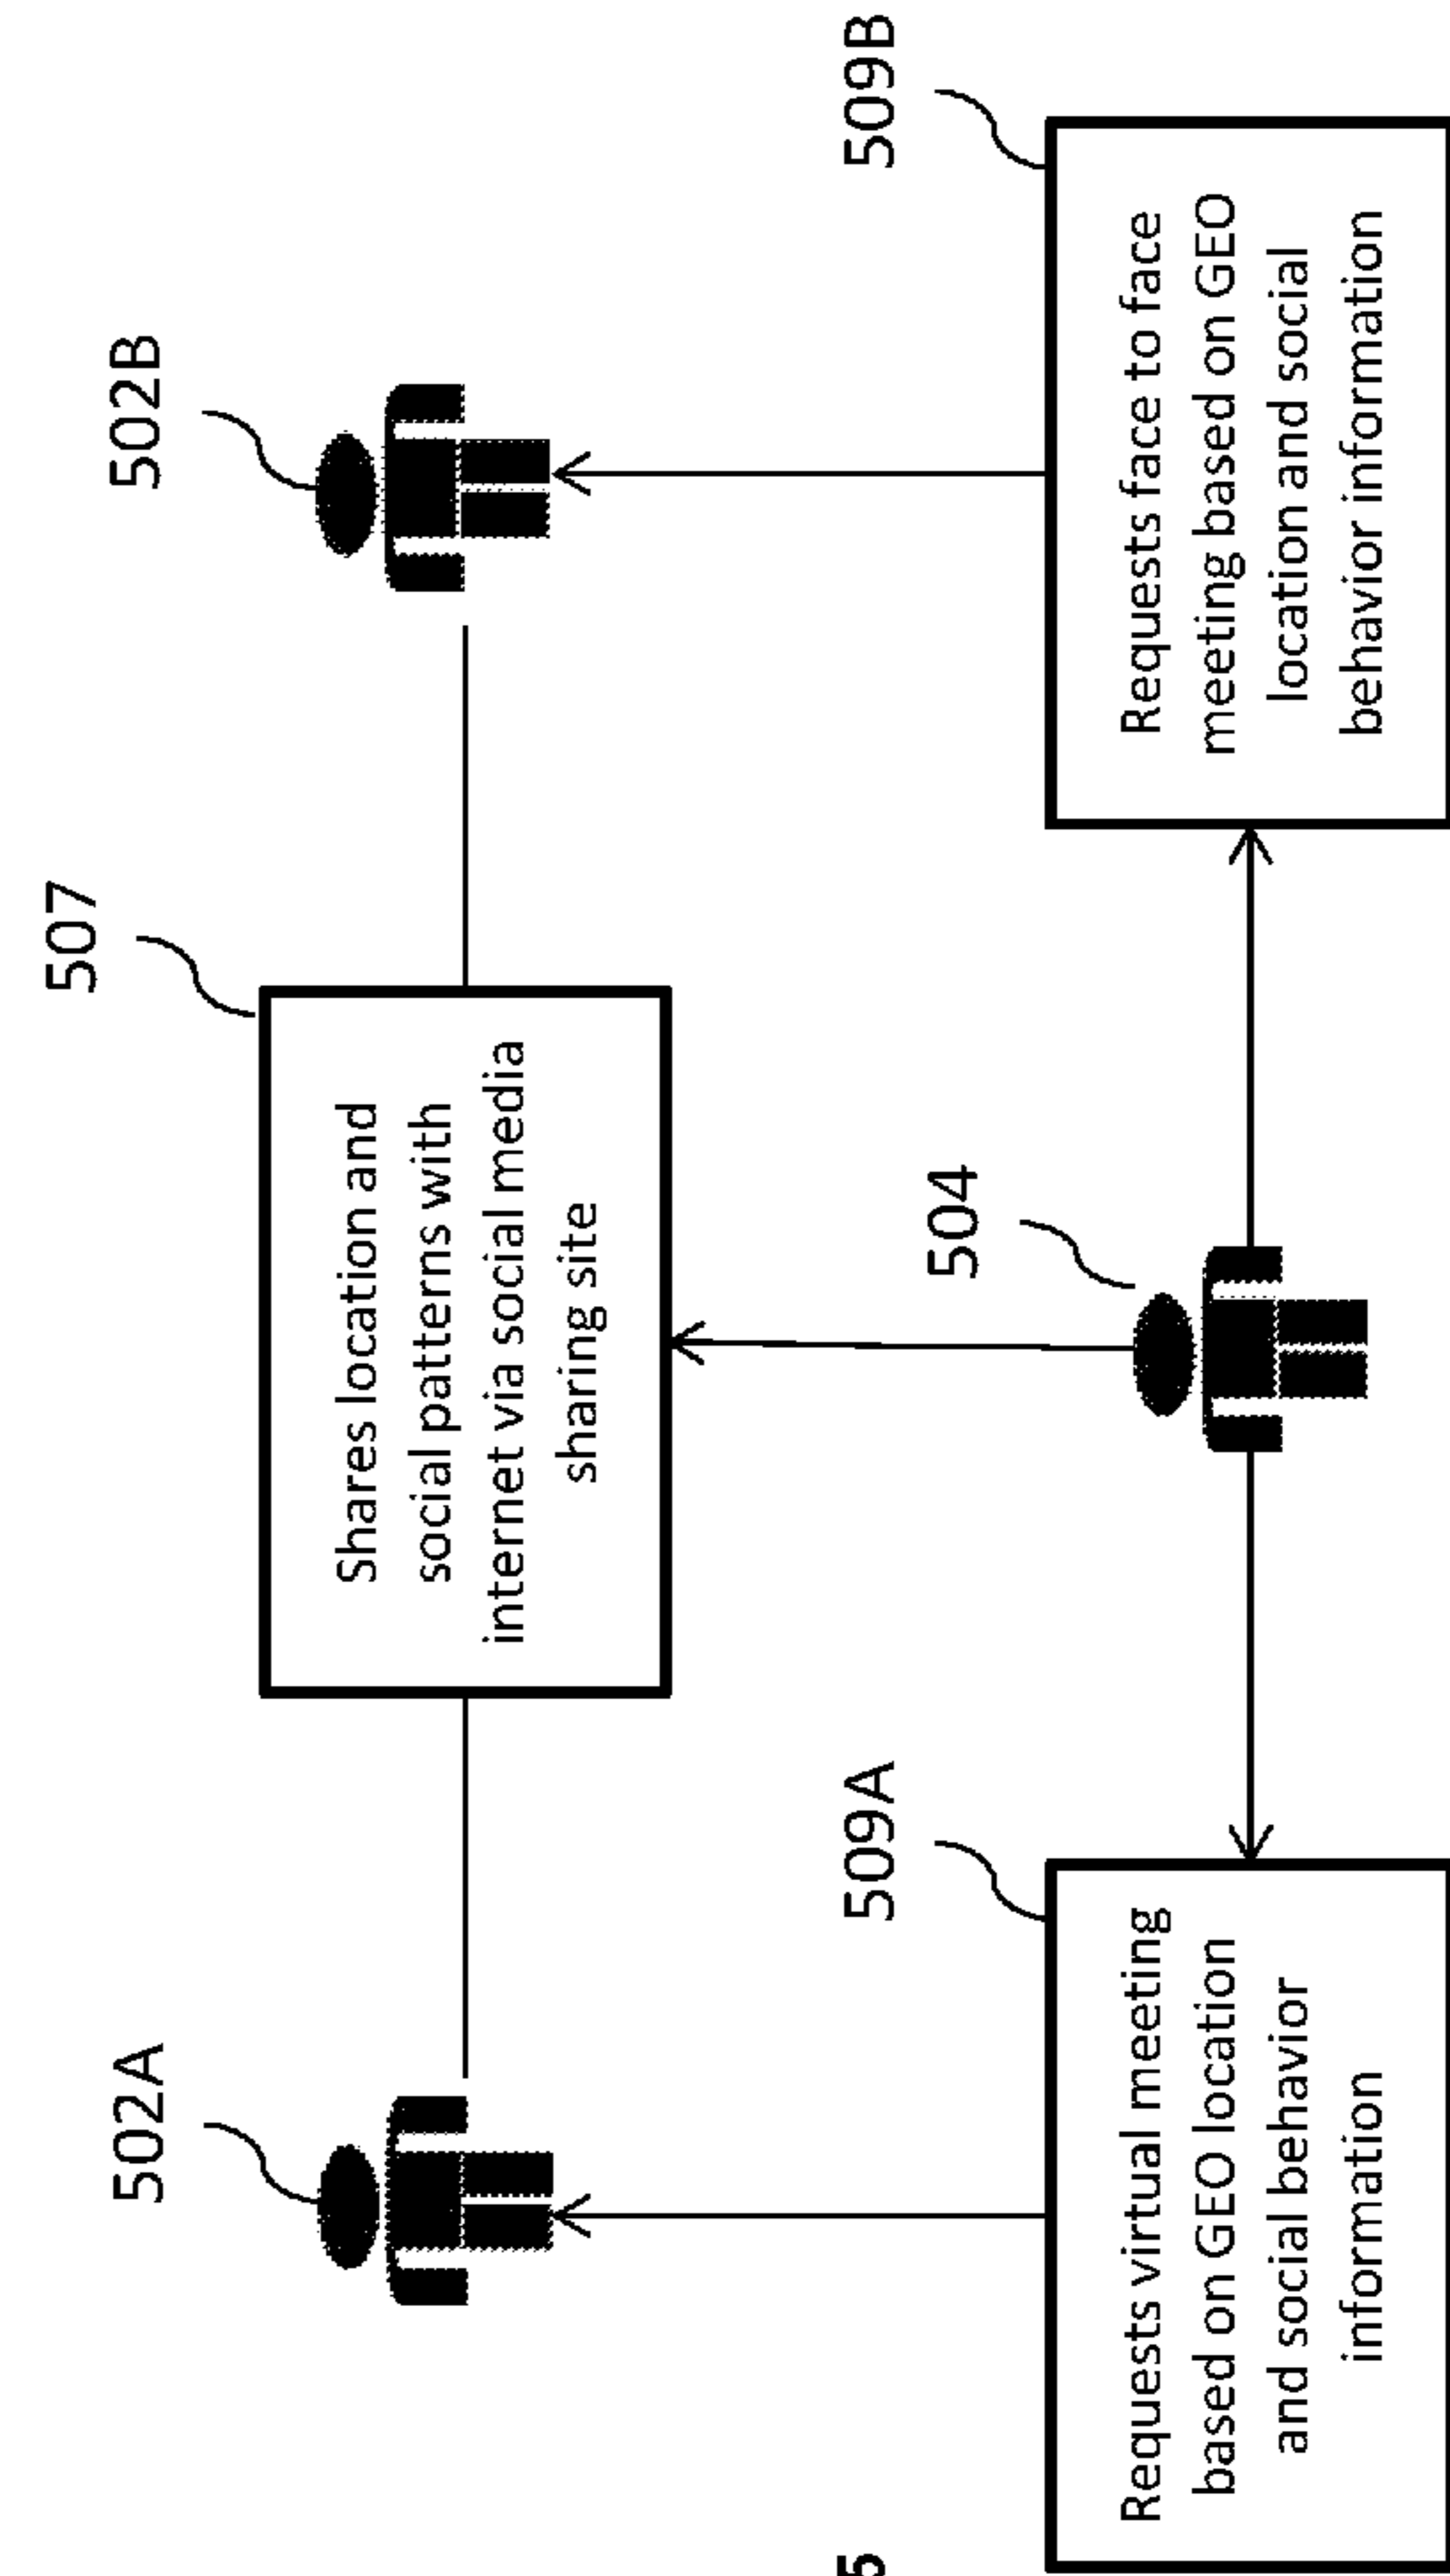 507
502A
502B
Shares location and
social patterns with
internet via social media
sharing site
509A
504
509B
Requests virtual meeting
based on GEO location
and social behavior
information
Requests face to face
meeting based on GEO
location and social
behavior information